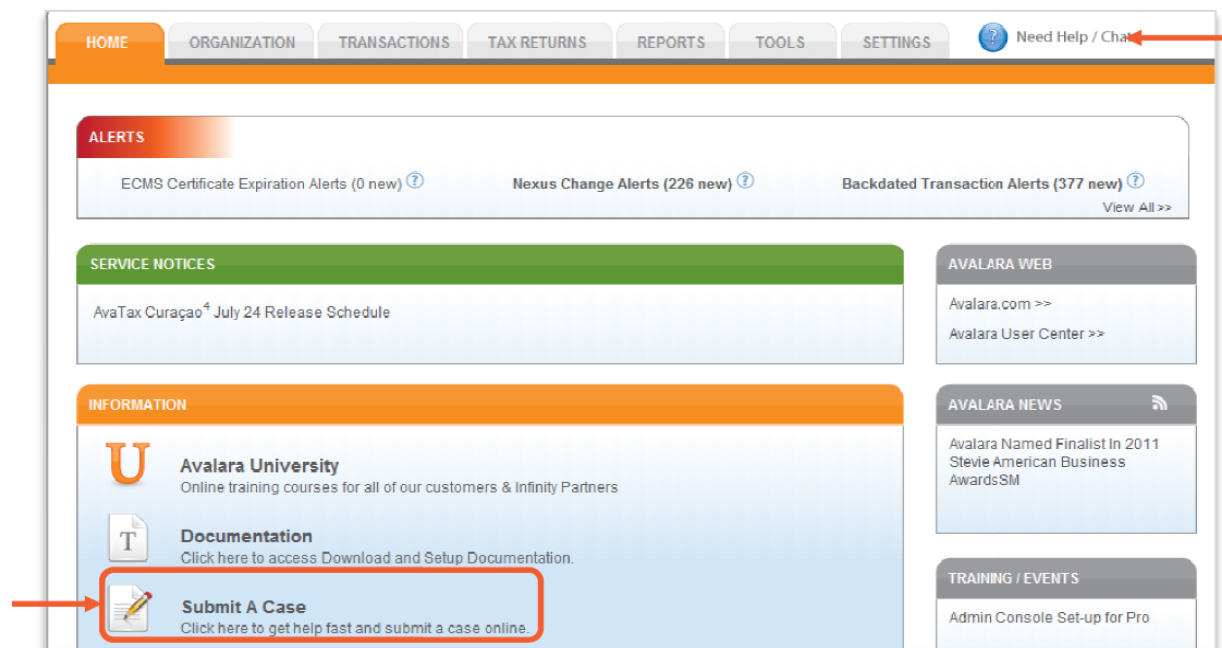 HOME ORGANIZATION TRANSACTIONS TAX RETURNS REPORTS TOOLS SETTINGS ? Need Help / Chat
ALERTS
ECMS Certificate Expiration Alerts (0 new) ? Nexus Change Alerts (226 new) ? Backdated Transaction Alerts (377 new) ?
View All >>
SERVICE NOTICES
AvaTax Curaçao⁴ July 24 Release Schedule
AVALARA WEB
Avalara.com >>
Avalara User Center >>
INFORMATION
U
Avalara University
Online training courses for all of our customers & Infinity Partners
T
Documentation
Click here to access Download and Setup Documentation.
Submit A Case
Click here to get help fast and submit a case online.
AVALARA NEWS
Avalara Named Finalist In 2011
Stevie American Business
AwardsSM
TRAINING / EVENTS
Admin Console Set-up for Pro